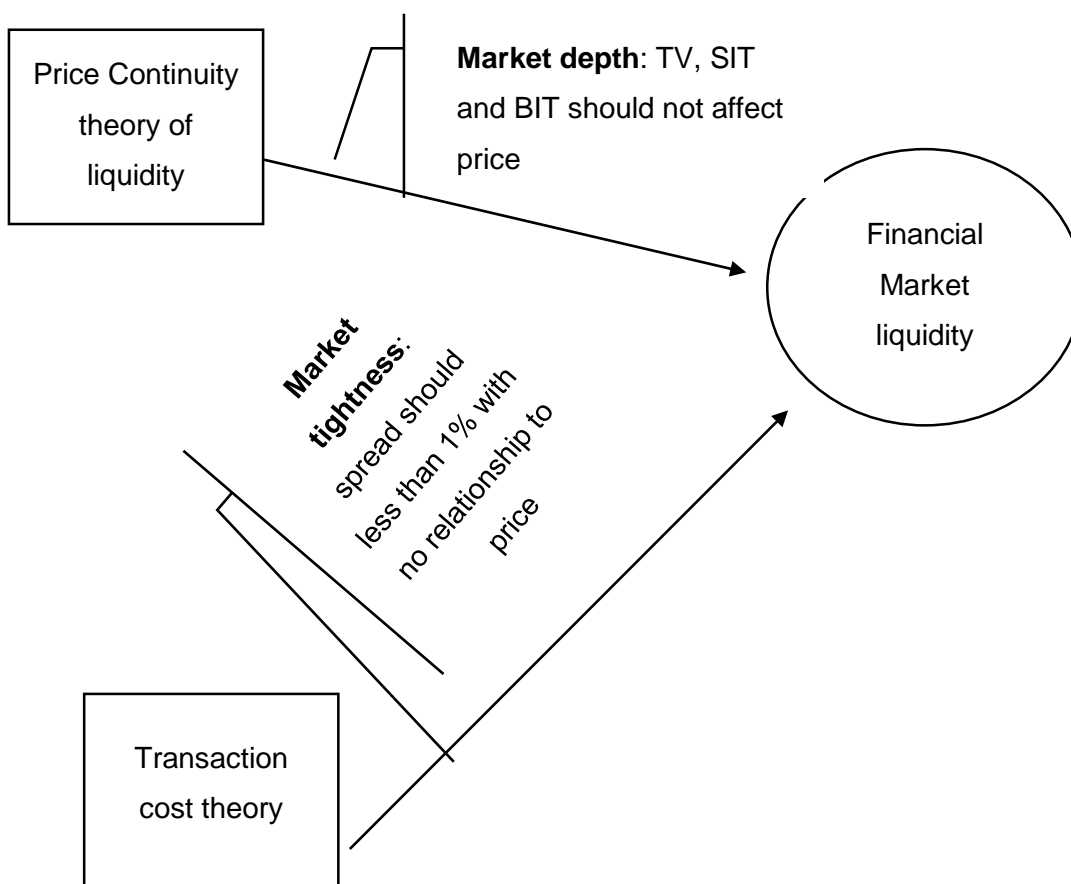 Price Continuity
theory of
liquidity
Market depth: TV, SIT
and BIT should not affect
price
Financial
Market
liquidity
Market
tightness:
spread should
less than 1% with
no relationship to
price
Transaction
cost theory